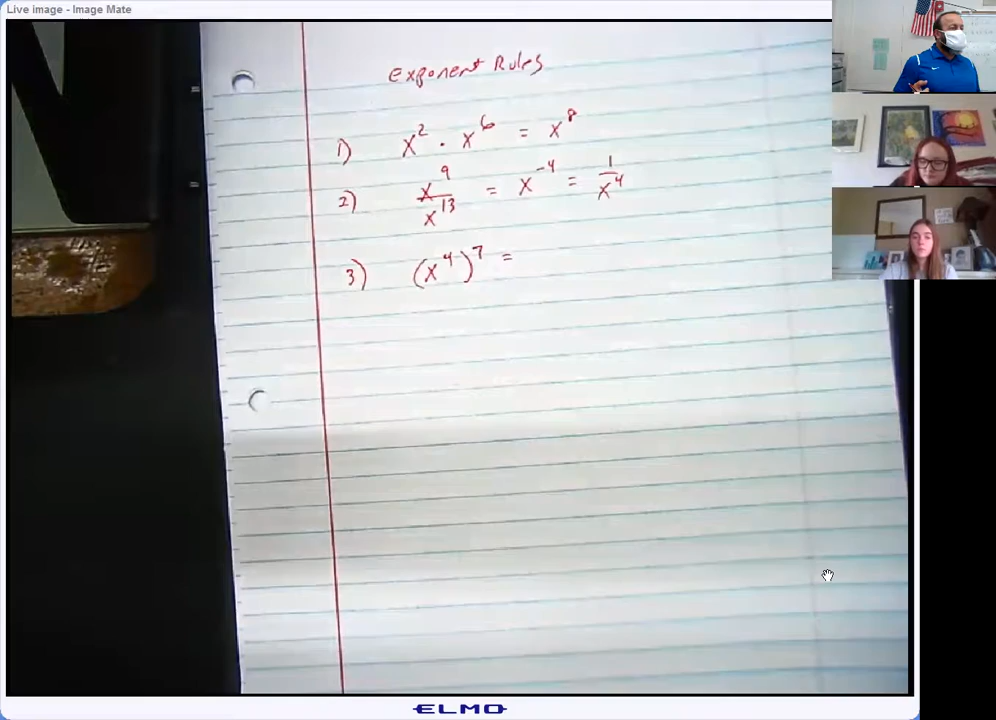 Live image - Image Mate
Exponent Rules
1) x² · x⁶ = x⁸
2) x⁹/x¹³ = x⁻⁴ = 1/x⁴
3) (x⁴)⁷ =
ELMO